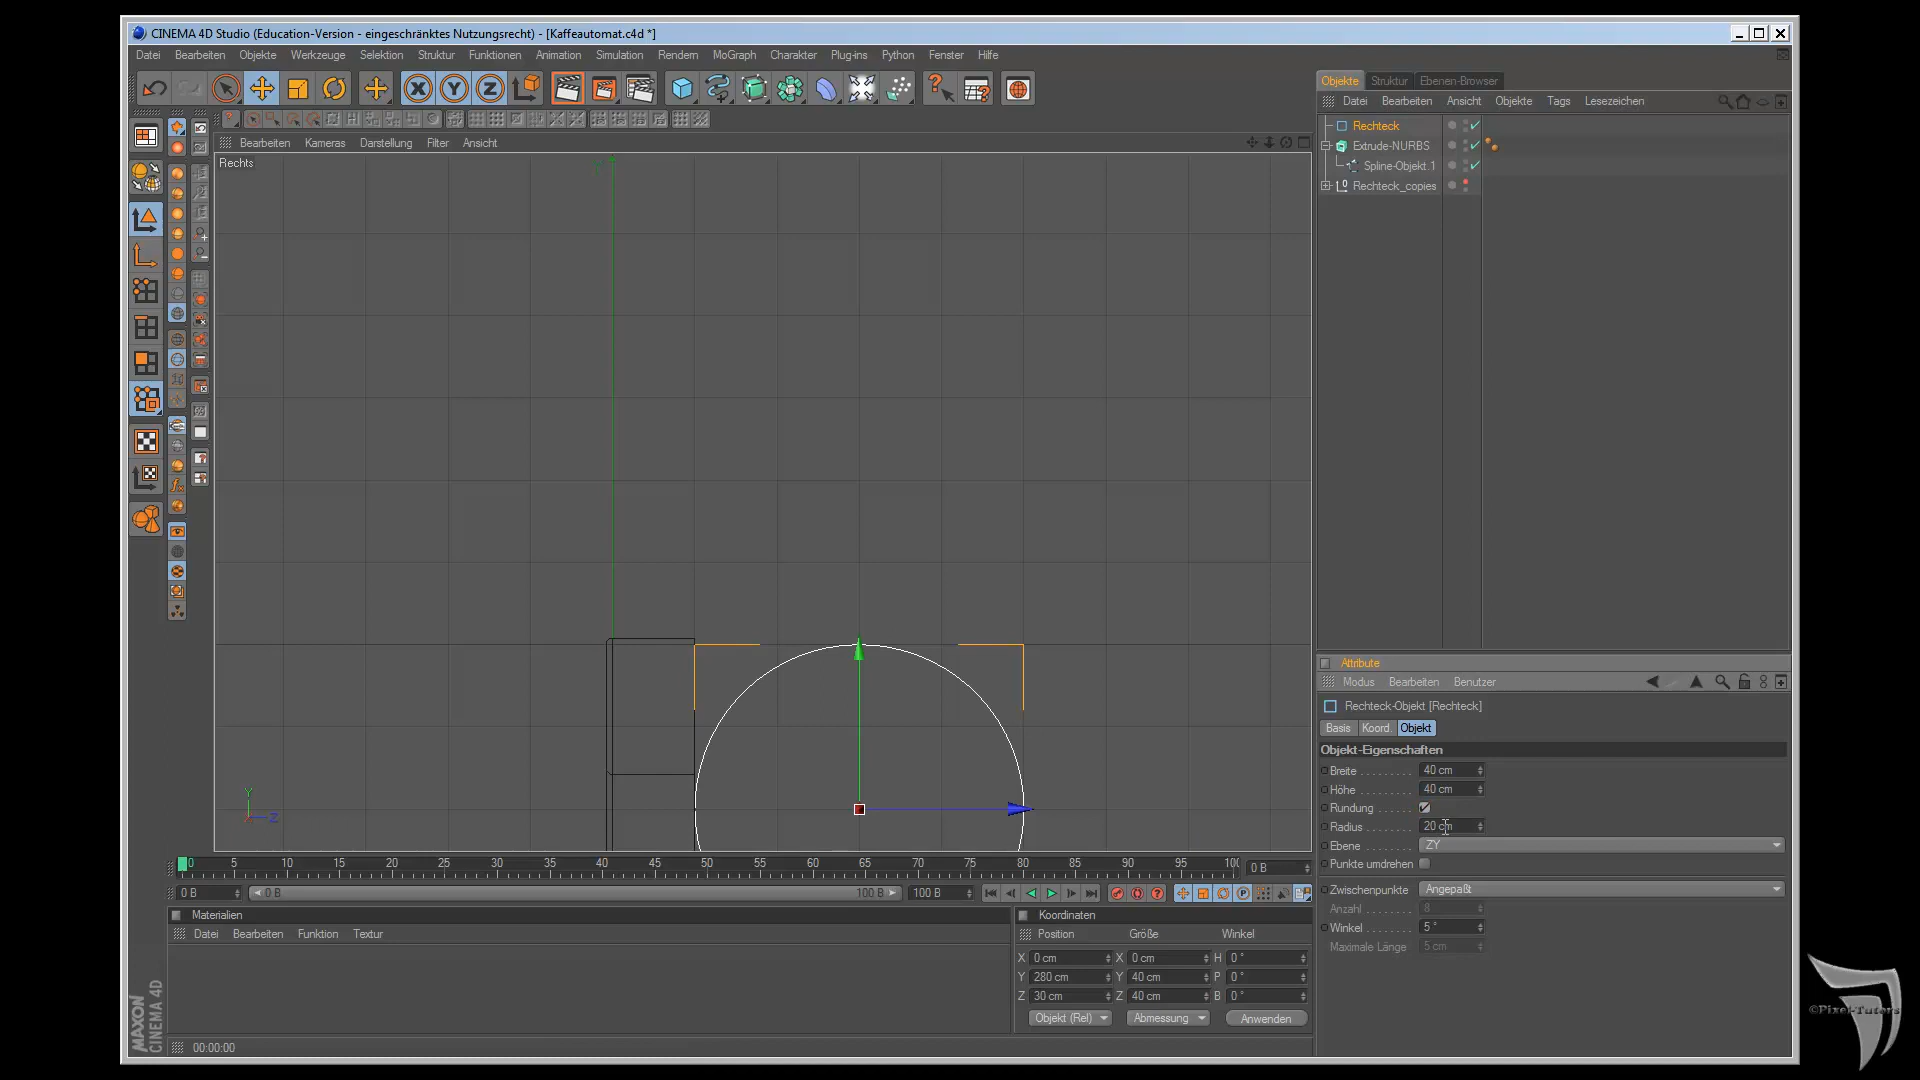 CINEMA 4D Studio (Education-Version - eingeschränktes Nutzungsrecht) - [Kaffeautomat.c4d *]
Datei Bearbeiten Objekte Werkzeuge Selektion Struktur Funktionen Animation Simulation Rendern MoGraph Charakter Plug-ins Python Fenster Hilfe
Objekte Struktur Ebenen-Browser
Datei Bearbeiten Ansicht Objekte Tags Lesezeichen
Rechteck
Extrude-NURBS
Spline-Objekt.1
Rechteck_copies
Bearbeiten Kameras Darstellung Filter Ansicht
Rechts
Y
Z
Attribute
Modus Bearbeiten Benutzer
Rechteck-Objekt [Rechteck]
Basis Koord. Objekt
Objekt-Eigenschaften
Breite 40 cm
Höhe 40 cm
Rundung
Radius 20 cm
Ebene ZY
Punkte umdrehen
Zwischenpunkte Angepaßt
Anzahl 8
Winkel 5 °
Maximale Länge 5 cm
0 5 10 15 20 25 30 35 40 45 50 55 60 65 70 75 80 85 90 95 100 0 B
0 B 0 B 100 B 100 B
Materialien
Datei Bearbeiten Funktion Textur
Koordinaten
Position Größe Winkel
X 0 cm X 0 cm H 0 °
Y 280 cm Y 40 cm P 0 °
Z 30 cm Z 40 cm B 0 °
Objekt (Rel) Abmessung Anwenden
00:00:00
MAXON CINEMA 4D
©Pixel-Tutors